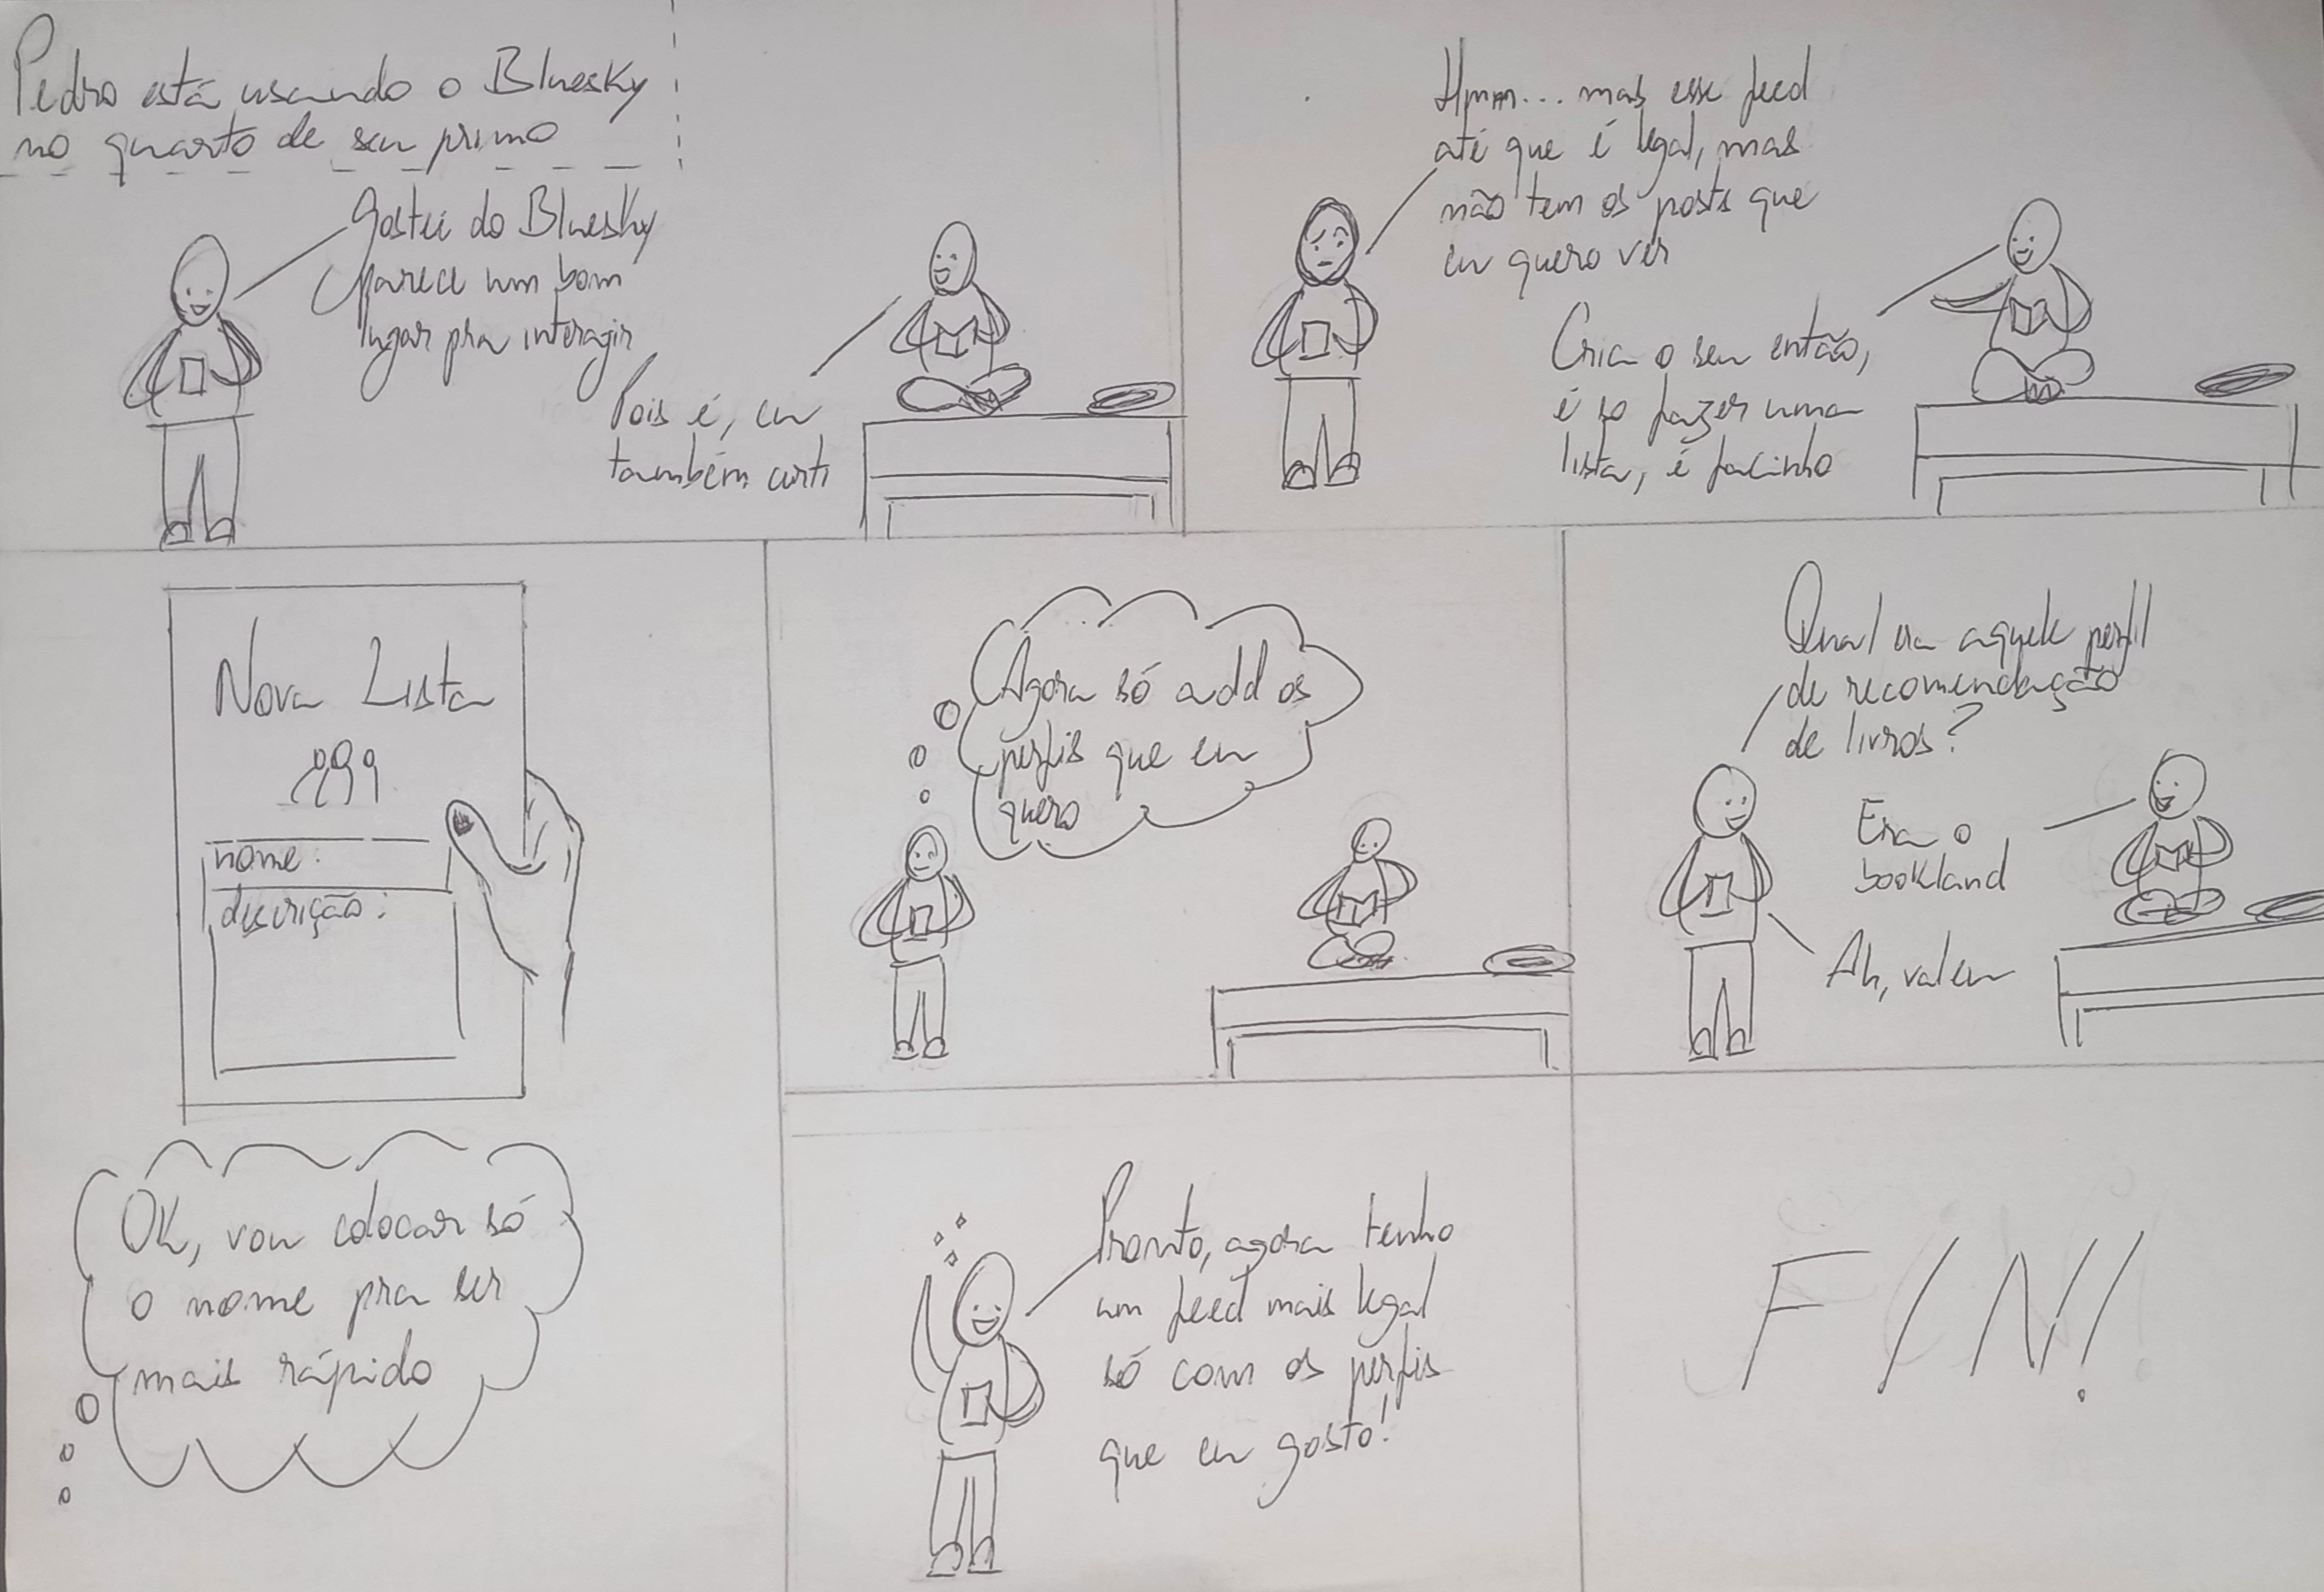 Pedro está usando o Bluesky
no quarto de seu primo
Gostei do Bluesky
parece um bom
lugar pra interagir
Pois é, eu
também curti
Hmm... mas esse feed
até que é legal, mas
não tem os posts que
eu quero ver
Cria o seu então,
é so fazer uma
lista, é facinho
Nova Lista
nome:
descrição:
OK, vou colocar só
o nome pra ser
mais rápido
Agora só add os
perfis que eu
quero
Qual era aquele perfil
de recomendação
de livros?
Era o
bookland
Ah, valeu
Pronto, agora tenho
um feed mais legal
só com os perfis
que eu gosto!
FIN!